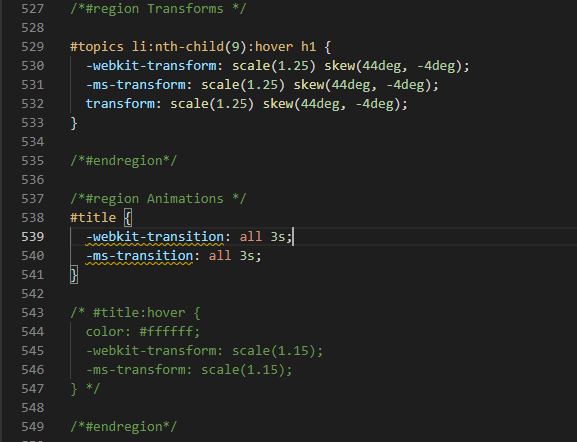 527 /*#region Transforms */
528
529 #topics li:nth-child(9):hover h1 {
530 -webkit-transform: scale(1.25) skew(44deg, -4deg);
531 -ms-transform: scale(1.25) skew(44deg, -4deg);
532 transform: scale(1.25) skew(44deg, -4deg);
533 }
534
535 /*#endregion*/
536
537 /*#region Animations */
538 #title {
539 -webkit-transition: all 3s;
540 -ms-transition: all 3s;
541 }
542
543 /* #title:hover {
544 color: #ffffff;
545 -webkit-transform: scale(1.15);
546 -ms-transform: scale(1.15);
547 } */
548
549 /*#endregion*/